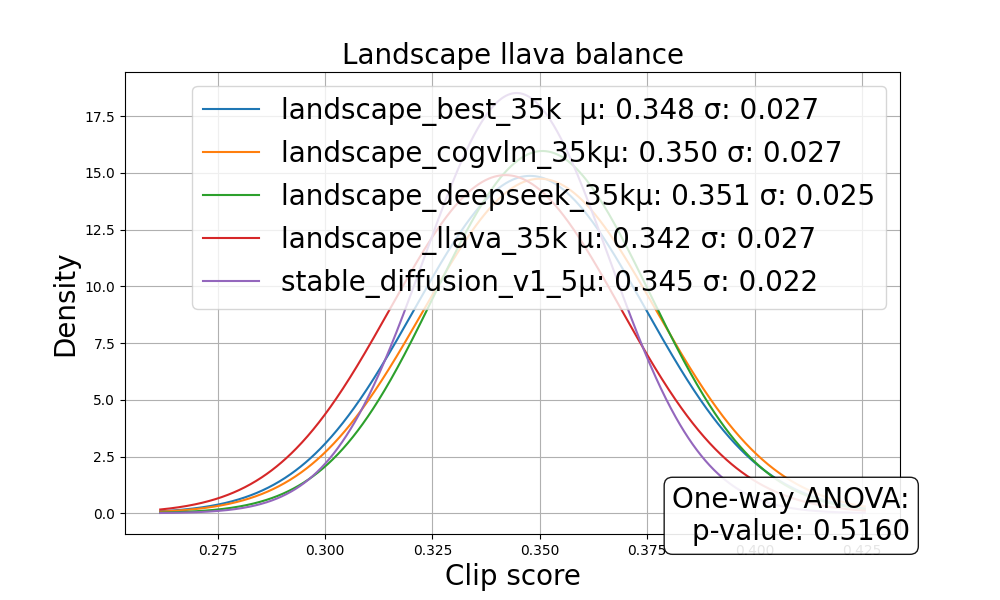 Landscape llava balance
landscape_best_35k  μ: 0.348 σ: 0.027
landscape_cogvlm_35kμ: 0.350 σ: 0.027
landscape_deepseek_35kμ: 0.351 σ: 0.025
landscape_llava_35k μ: 0.342 σ: 0.027
stable_diffusion_v1_5μ: 0.345 σ: 0.022
17.5
15.0
12.5
10.0
7.5
5.0
2.5
0.0
Density
One-way ANOVA:
p-value: 0.5160
0.275 0.300 0.325 0.350 0.375 0.400 0.425
Clip score